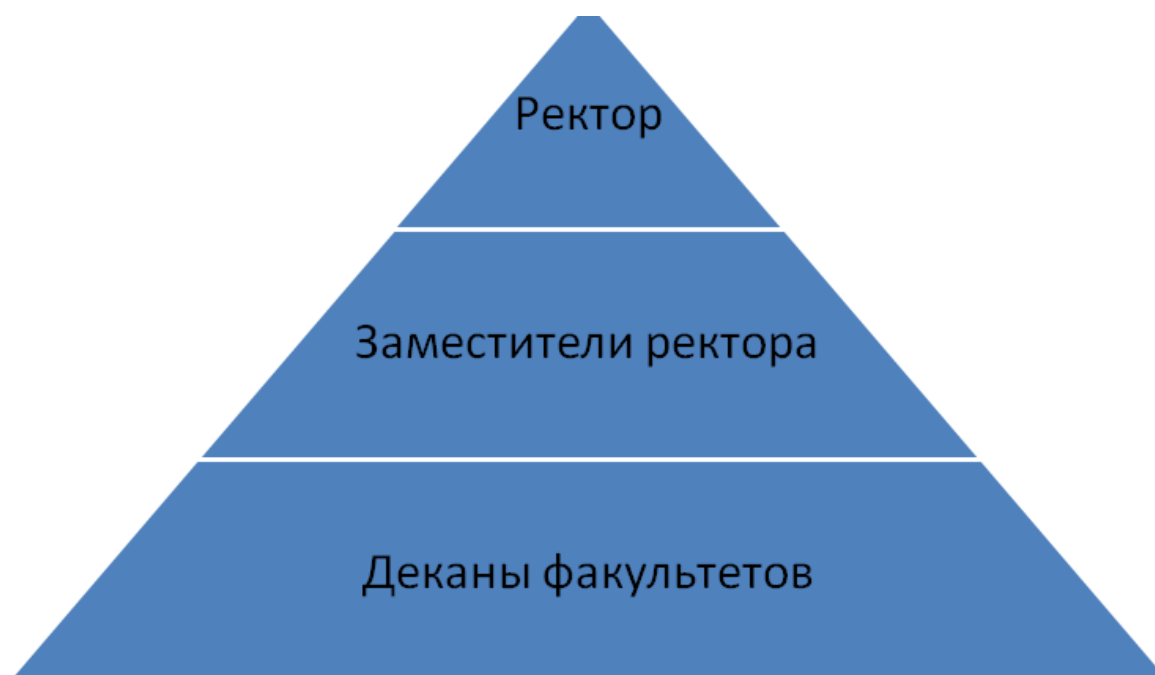 Ректор
Заместители ректора
Деканы факультетов